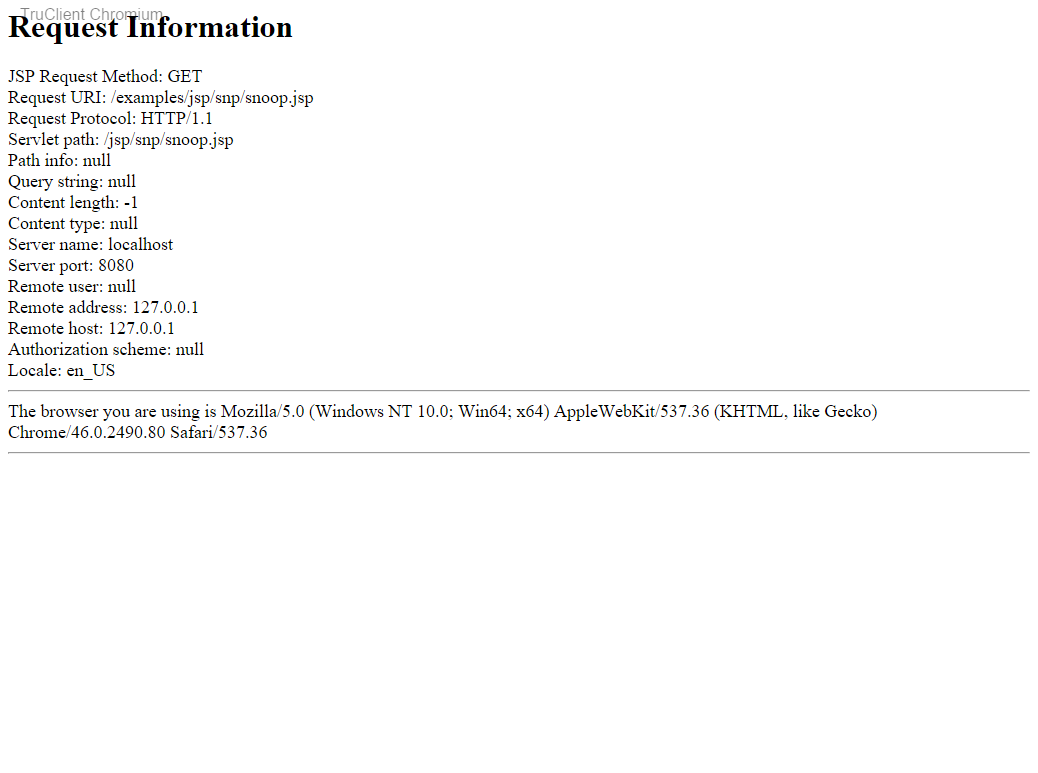 TruClient Chromium
Request Information
JSP Request Method: GET
Request URI: /examples/jsp/snp/snoop.jsp
Request Protocol: HTTP/1.1
Servlet path: /jsp/snp/snoop.jsp
Path info: null
Query string: null
Content length: -1
Content type: null
Server name: localhost
Server port: 8080
Remote user: null
Remote address: 127.0.0.1
Remote host: 127.0.0.1
Authorization scheme: null
Locale: en_US
The browser you are using is Mozilla/5.0 (Windows NT 10.0; Win64; x64) AppleWebKit/537.36 (KHTML, like Gecko)
Chrome/46.0.2490.80 Safari/537.36